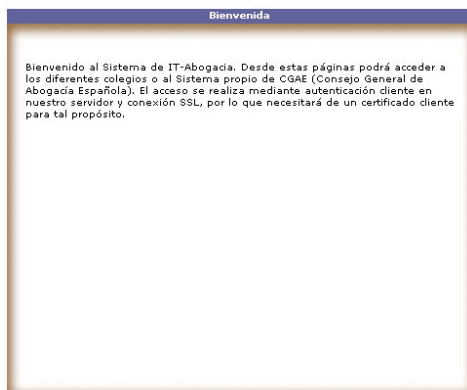 Bienvenida
Bienvenido al Sistema de IT-Abogacia. Desde estas páginas podrá acceder a
los diferentes colegios o al Sistema propio de CGAE (Consejo General de
Abogacía Española). El acceso se realiza mediante autenticación cliente en
nuestro servidor y conexión SSL, por lo que necesitará de un certificado cliente
para tal propósito.